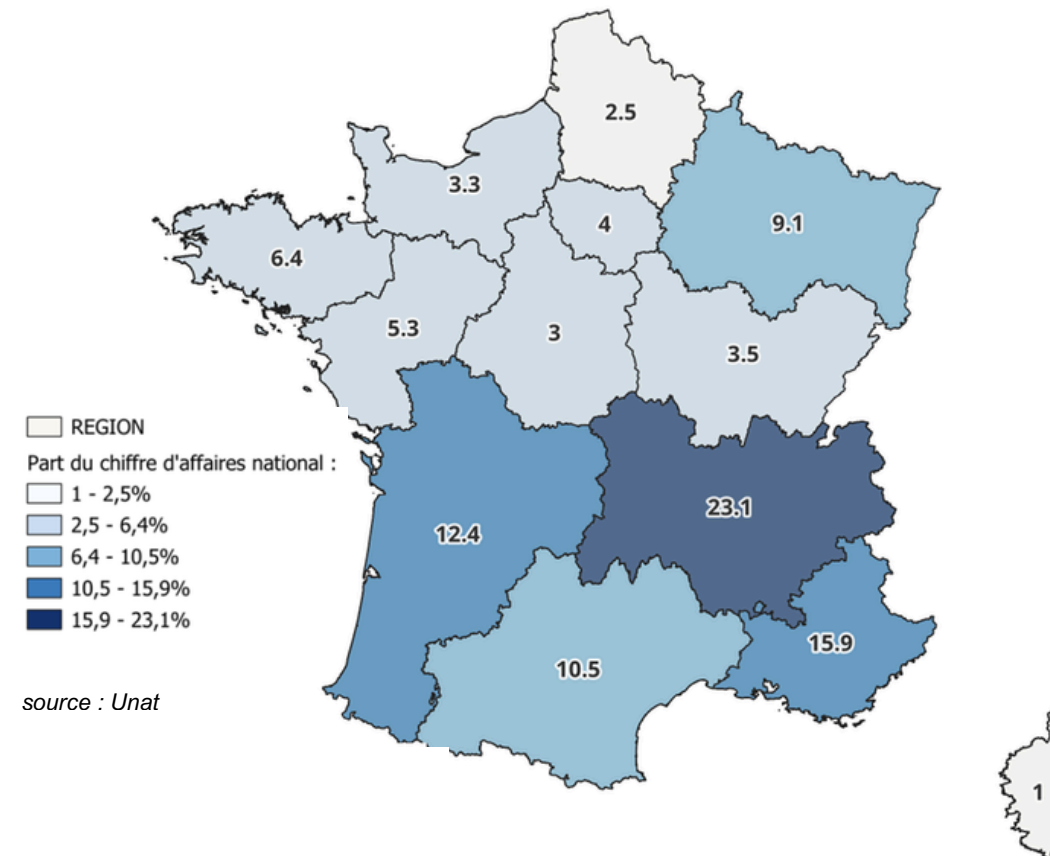 2.5
3.3
4
9.1
6.4
5.3
3
3.5
REGION
Part du chiffre d'affaires national :
1 - 2,5%
2,5 - 6,4%
6,4 - 10,5%
10,5 - 15,9%
15,9 - 23,1%
23.1
12.4
15.9
10.5
source : Unat
1